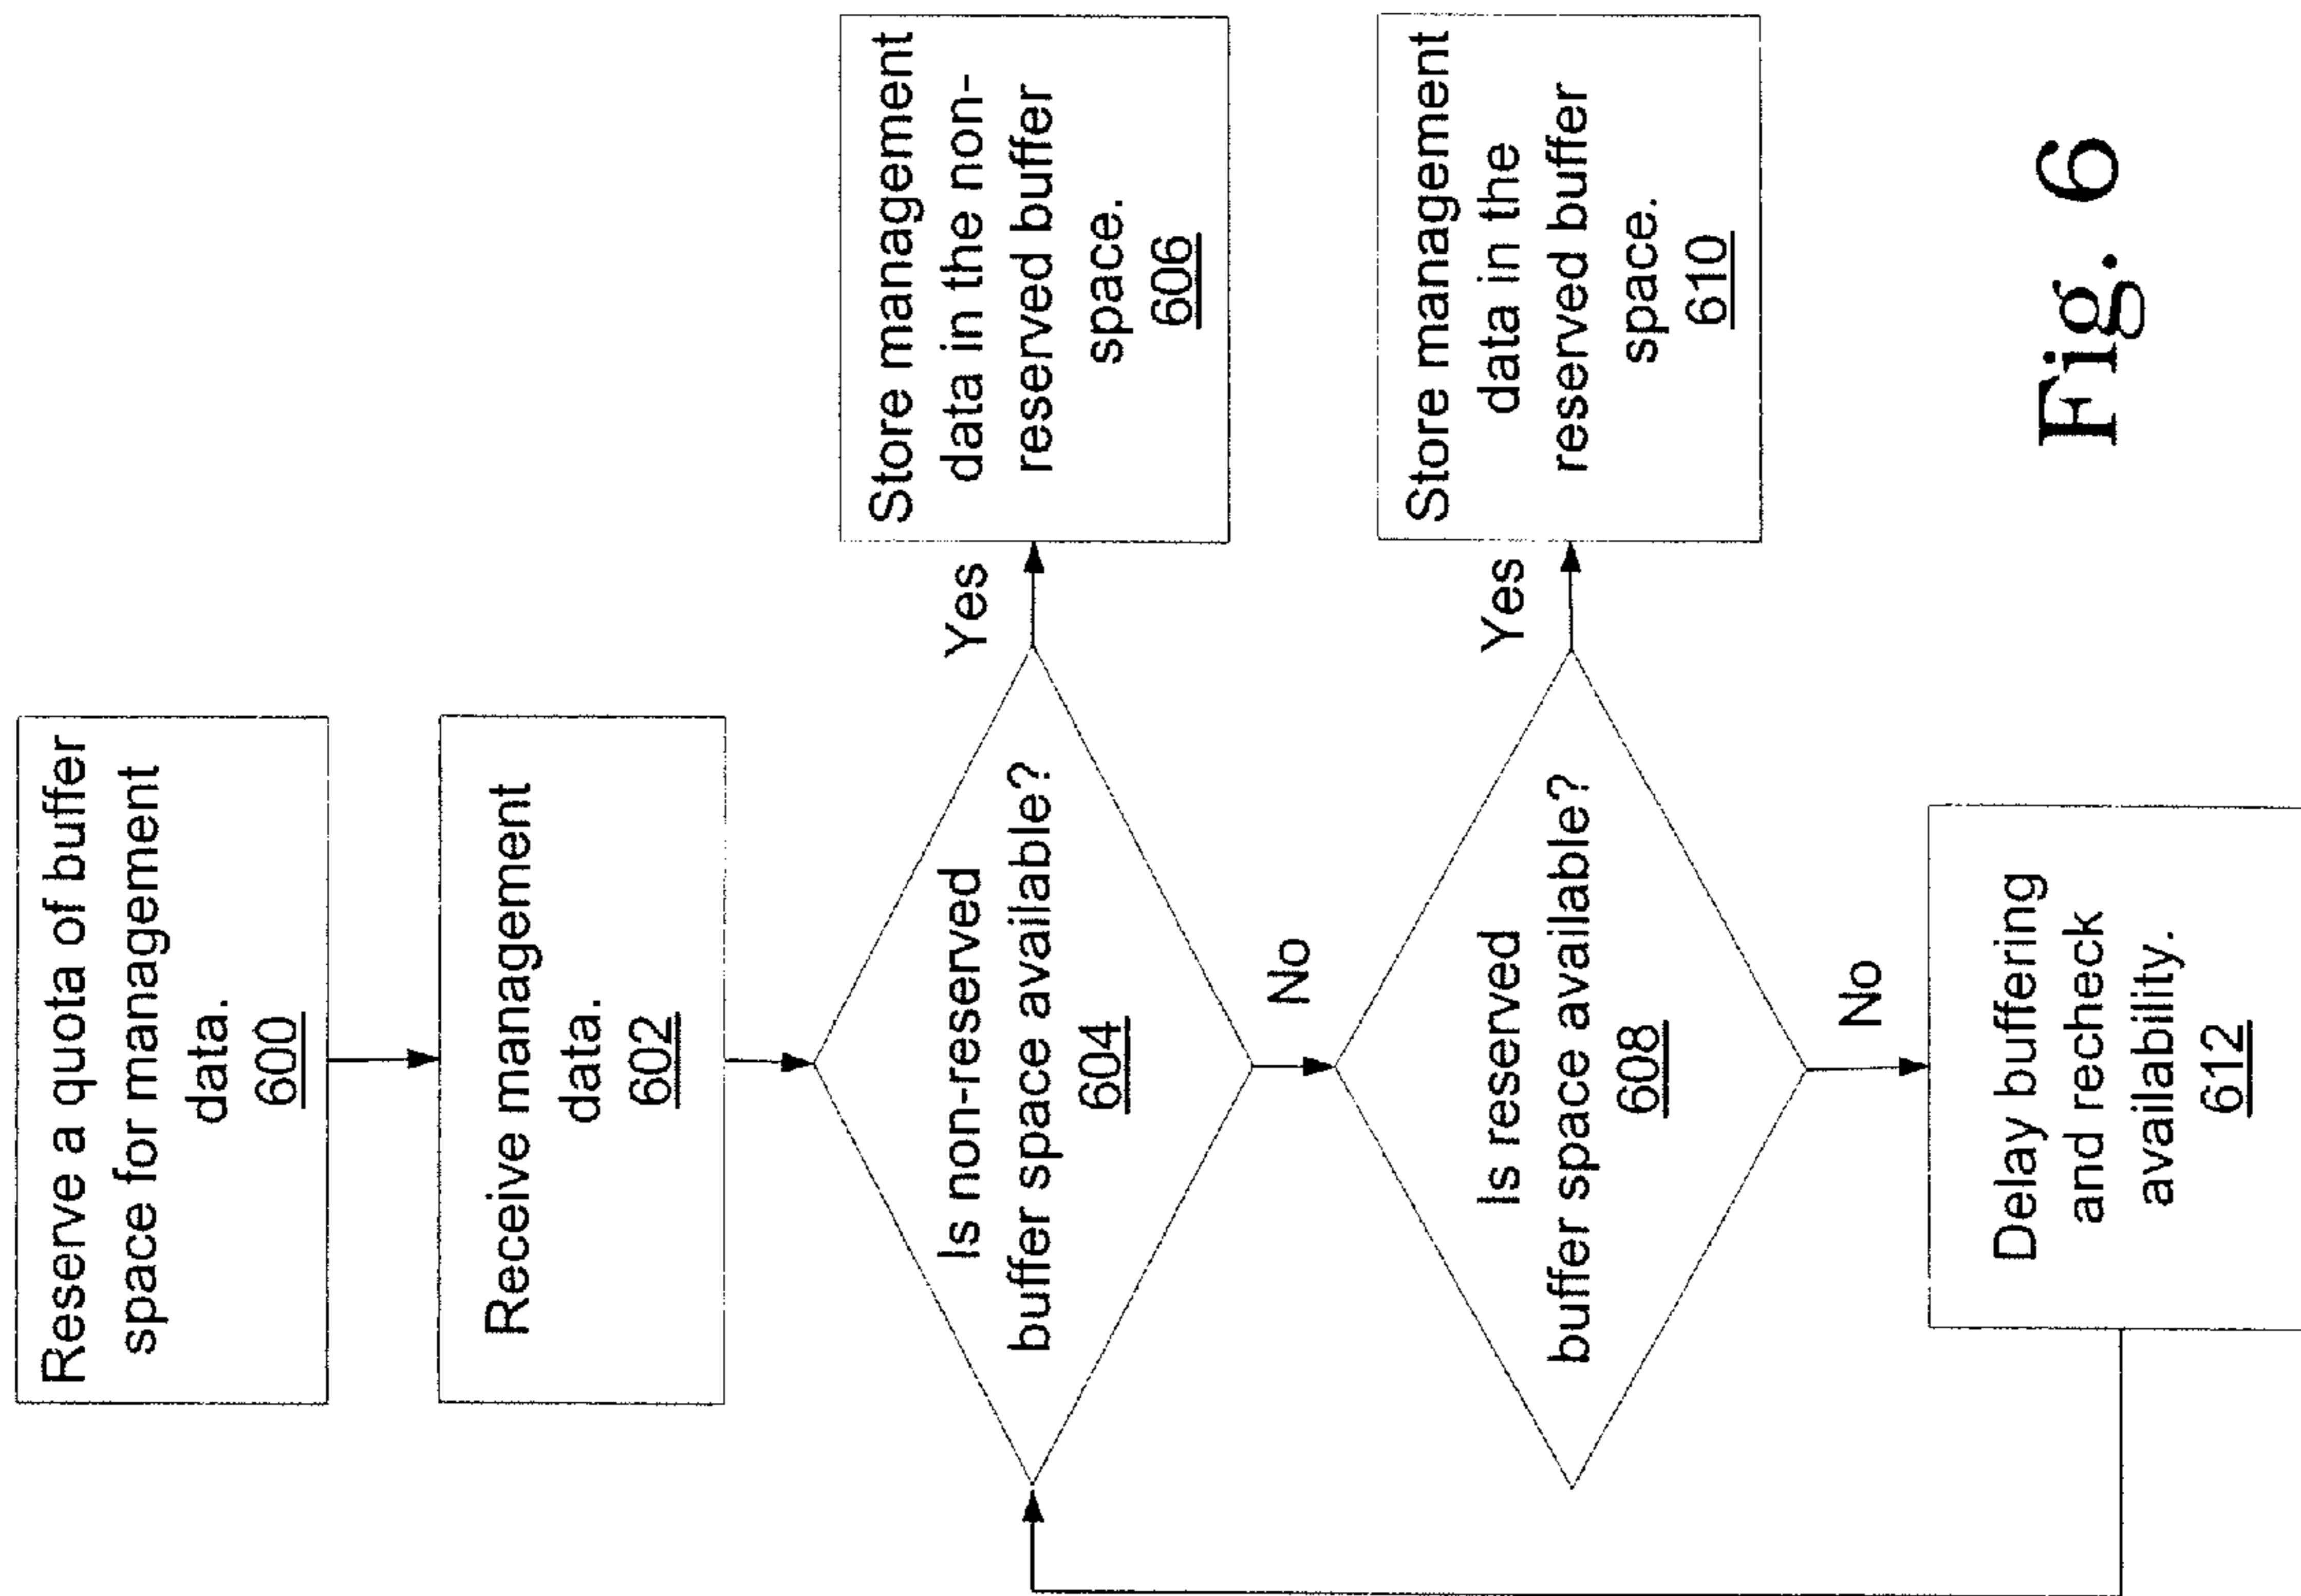 Reserve a quota of buffer
space for management
data.
600
Receive management
data.
602
Is non-reserved
buffer space available?
604
Yes
Store management
data in the non-
reserved buffer
space.
606
No
Is reserved
buffer space available?
608
Yes
Store management
data in the
reserved buffer
space.
610
No
Delay buffering
and recheck
availability.
612
Fig. 6